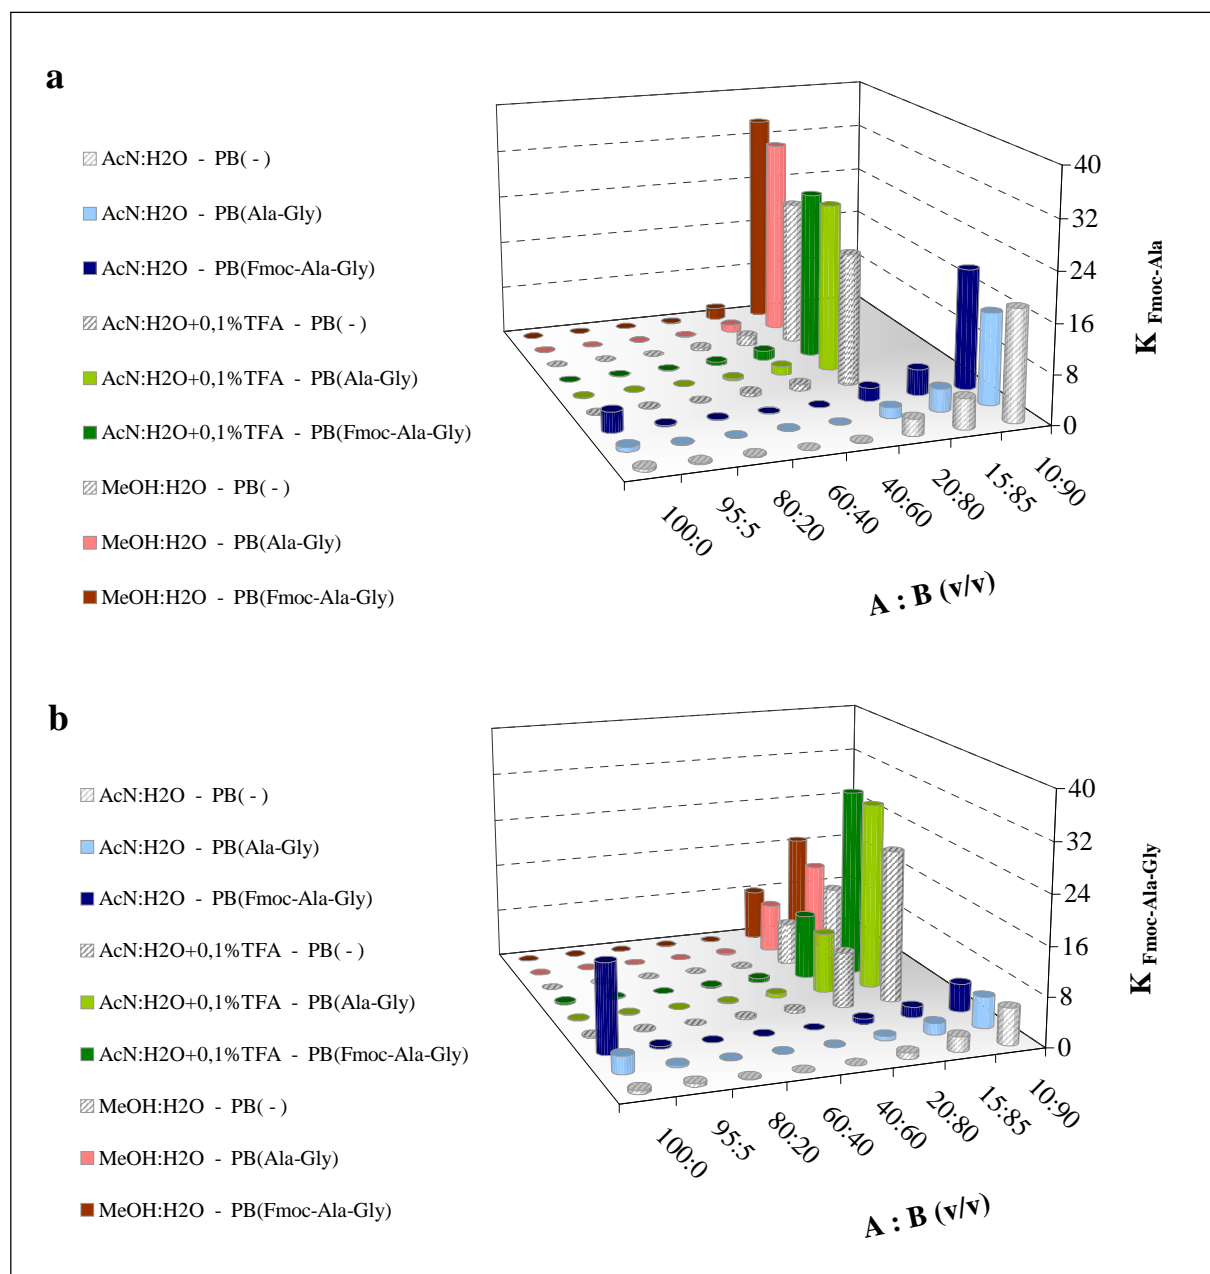 a
AcN:H2O - PB( - )
AcN:H2O - PB(Ala-Gly)
AcN:H2O - PB(Fmoc-Ala-Gly)
AcN:H2O+0,1%TFA - PB( - )
AcN:H2O+0,1%TFA - PB(Ala-Gly)
AcN:H2O+0,1%TFA - PB(Fmoc-Ala-Gly)
MeOH:H2O - PB( - )
MeOH:H2O - PB(Ala-Gly)
MeOH:H2O - PB(Fmoc-Ala-Gly)
40
32
24
16
8
0
K Fmoc-Ala
100:0
95:5
80:20
60:40
40:60
20:80
15:85
10:90
A : B (v/v)
b
AcN:H2O - PB( - )
AcN:H2O - PB(Ala-Gly)
AcN:H2O - PB(Fmoc-Ala-Gly)
AcN:H2O+0,1%TFA - PB( - )
AcN:H2O+0,1%TFA - PB(Ala-Gly)
AcN:H2O+0,1%TFA - PB(Fmoc-Ala-Gly)
MeOH:H2O - PB( - )
MeOH:H2O - PB(Ala-Gly)
MeOH:H2O - PB(Fmoc-Ala-Gly)
40
32
24
16
8
0
K Fmoc-Ala-Gly
100:0
95:5
80:20
60:40
40:60
20:80
15:85
10:90
A : B (v/v)